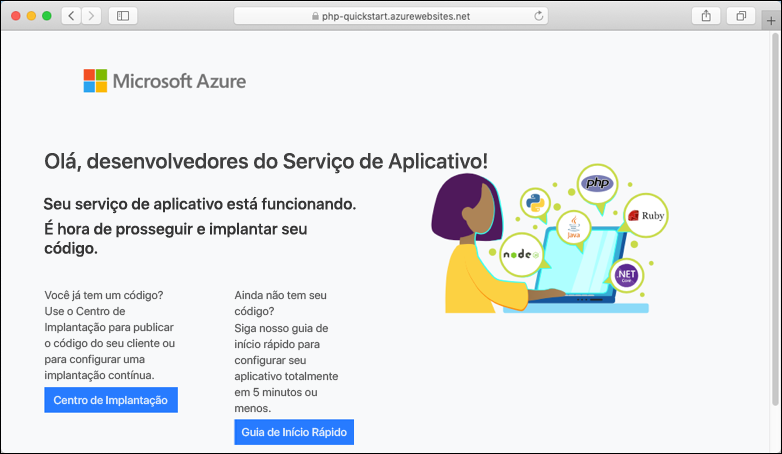 php-quickstart.azurewebsites.net
Microsoft Azure
Olá, desenvolvedores do Serviço de Aplicativo!
Seu serviço de aplicativo está funcionando.
É hora de prosseguir e implantar seu
código.
Você já tem um código?
Use o Centro de
Implantação para publicar
o código do seu cliente ou
para configurar uma
implantação contínua.
Centro de Implantação
Ainda não tem seu
código?
Siga nosso guia de
início rápido para
configurar seu
aplicativo totalmente
em 5 minutos ou
menos.
Guia de Início Rápido
php
Ruby
Java
node
.NET
Core